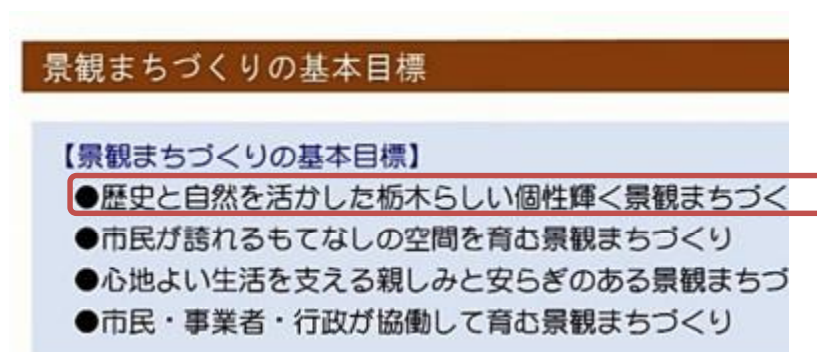 景観まちづくりの基本目標
【景観まちづくりの基本目標】
●歴史と自然を活かした栃木らしい個性輝く景観まちづく
●市民が誇れるもてなしの空間を育む景観まちづくり
●心地よい生活を支える親しみと安らぎのある景観まちづ
●市民・事業者・行政が協働して育む景観まちづくり